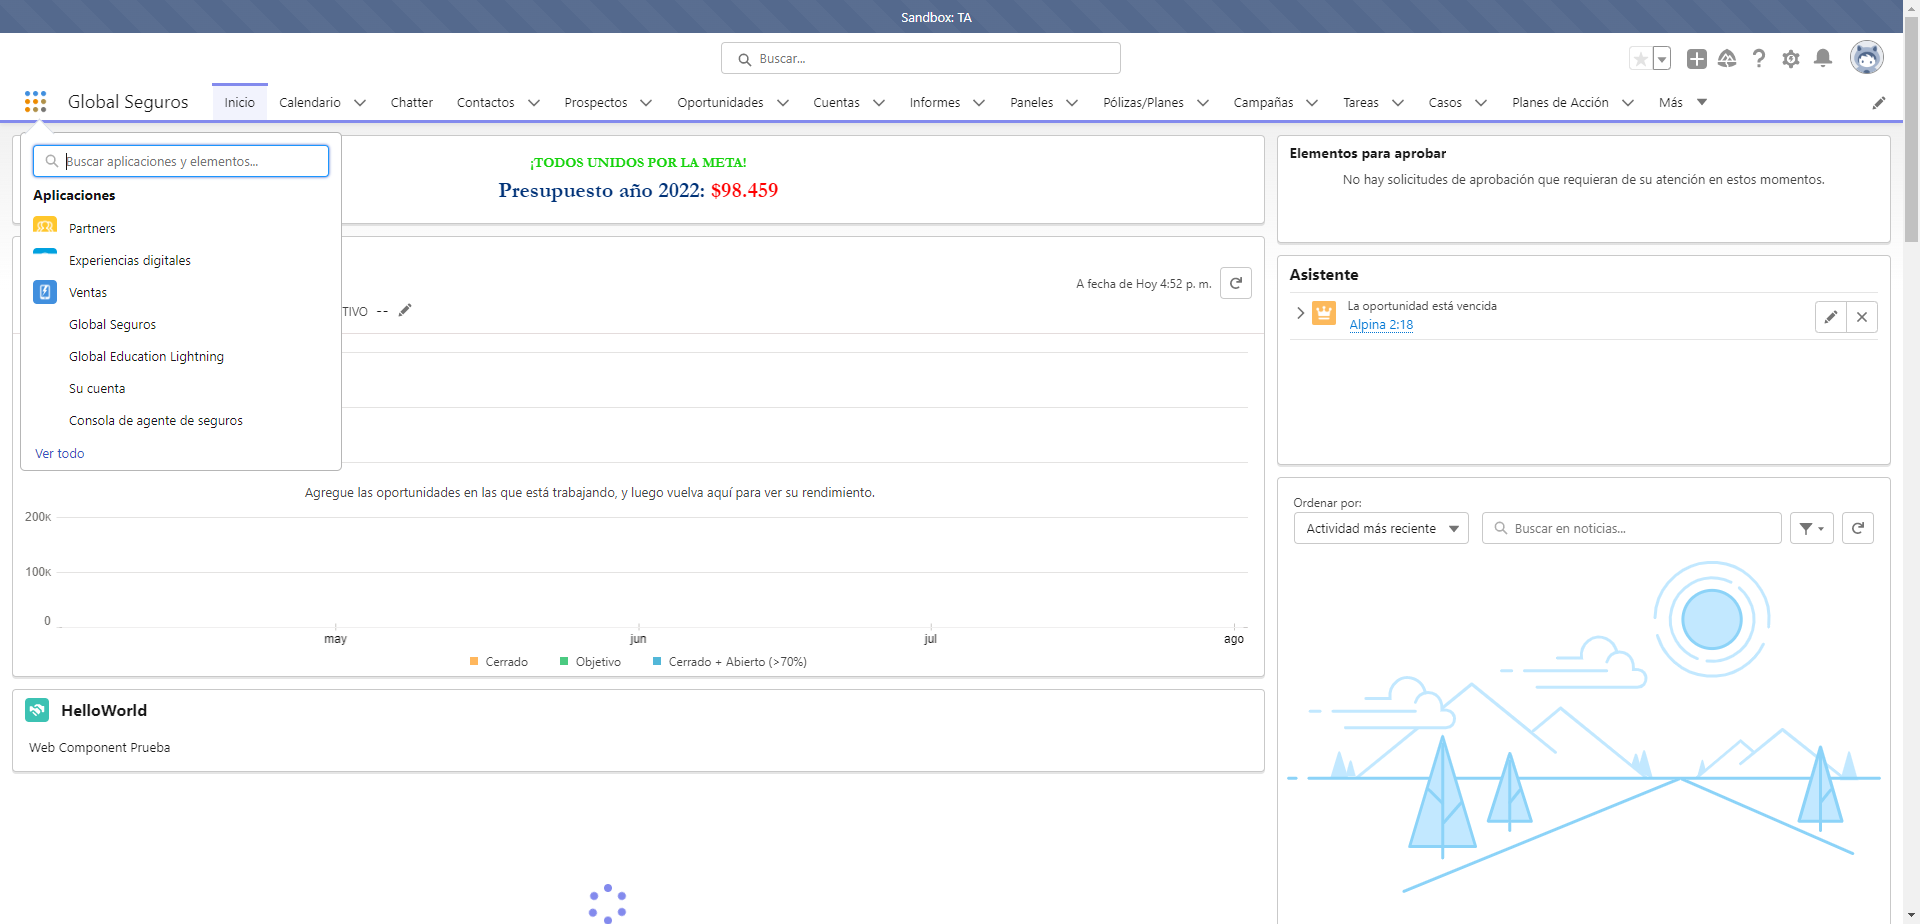 Sandbox: TA
Buscar...
Global Seguros
Inicio
Calendario
Chatter
Contactos
Prospectos
Oportunidades
Cuentas
Informes
Paneles
Pólizas/Planes
Campañas
Tareas
Casos
Planes de Acción
Más
Buscar aplicaciones y elementos...
Aplicaciones
Partners
Experiencias digitales
Ventas
Global Seguros
Global Education Lightning
Su cuenta
Consola de agente de seguros
Ver todo
¡TODOS UNIDOS POR LA META!
Presupuesto año 2022: $98.459
A fecha de Hoy 4:52 p. m.
TIVO --
Agregue las oportunidades en las que está trabajando, y luego vuelva aquí para ver su rendimiento.
200K
100K
0
may
jun
jul
ago
Cerrado
Objetivo
Cerrado + Abierto (>70%)
HelloWorld
Web Component Prueba
Elementos para aprobar
No hay solicitudes de aprobación que requieran de su atención en estos momentos.
Asistente
La oportunidad está vencida
Alpina 2:18
Ordenar por:
Actividad más reciente
Buscar en noticias...